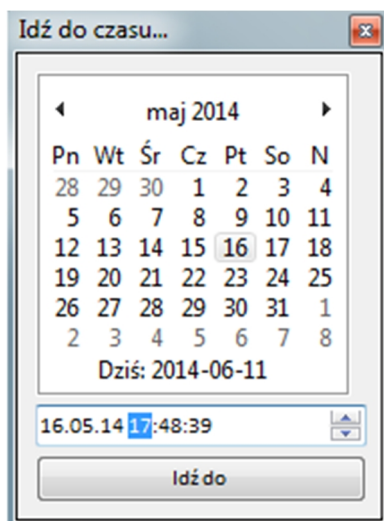 Idź do czasu...
maj 2014
Pn Wt Śr Cz Pt So N
28 29 30 1 2 3 4
5 6 7 8 9 10 11
12 13 14 15 16 17 18
19 20 21 22 23 24 25
26 27 28 29 30 31 1
2 3 4 5 6 7 8
Dziś: 2014-06-11
16.05.14 17:48:39
Idź do